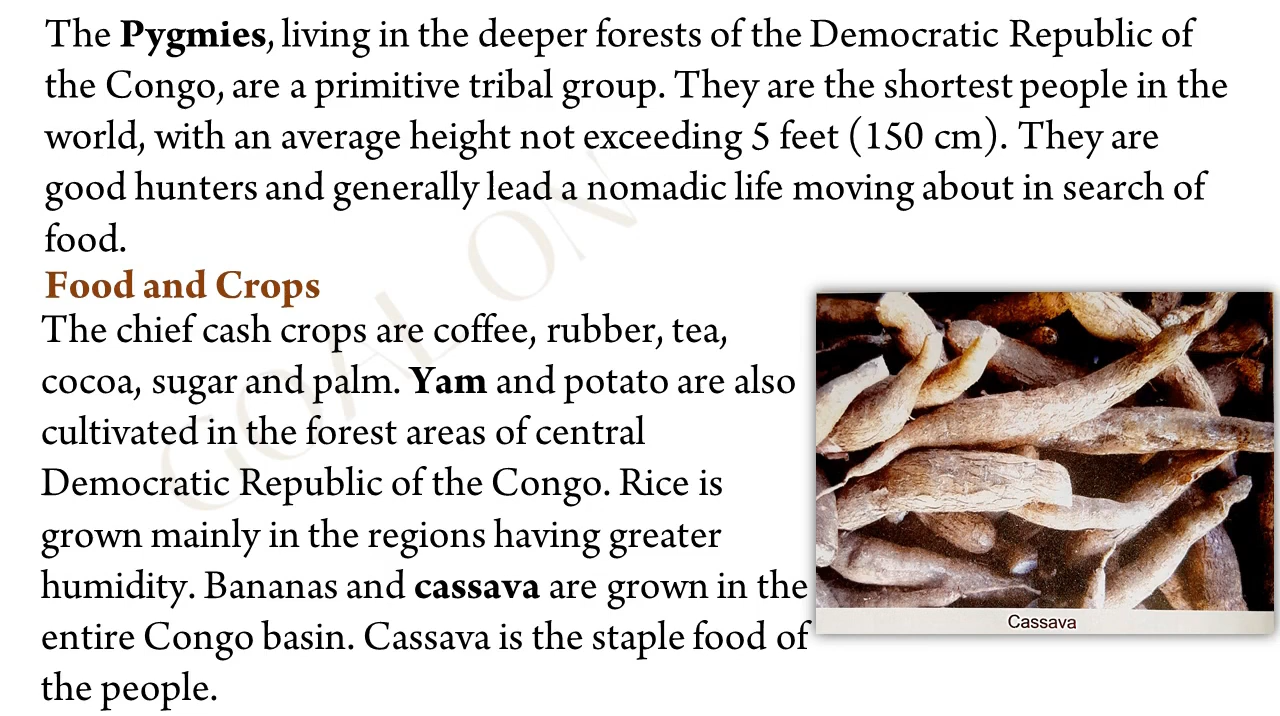 The Pygmies, living in the deeper forests of the Democratic Republic of
the Congo, are a primitive tribal group. They are the shortest people in the
world, with an average height not exceeding 5 feet (150 cm). They are
good hunters and generally lead a nomadic life moving about in search of
food.
Food and Crops
The chief cash crops are coffee, rubber, tea,
cocoa, sugar and palm. Yam and potato are also
cultivated in the forest areas of central
Democratic Republic of the Congo. Rice is
grown mainly in the regions having greater
humidity. Bananas and cassava are grown in the
entire Congo basin. Cassava is the staple food of
the people.
Cassava
GOAL ON